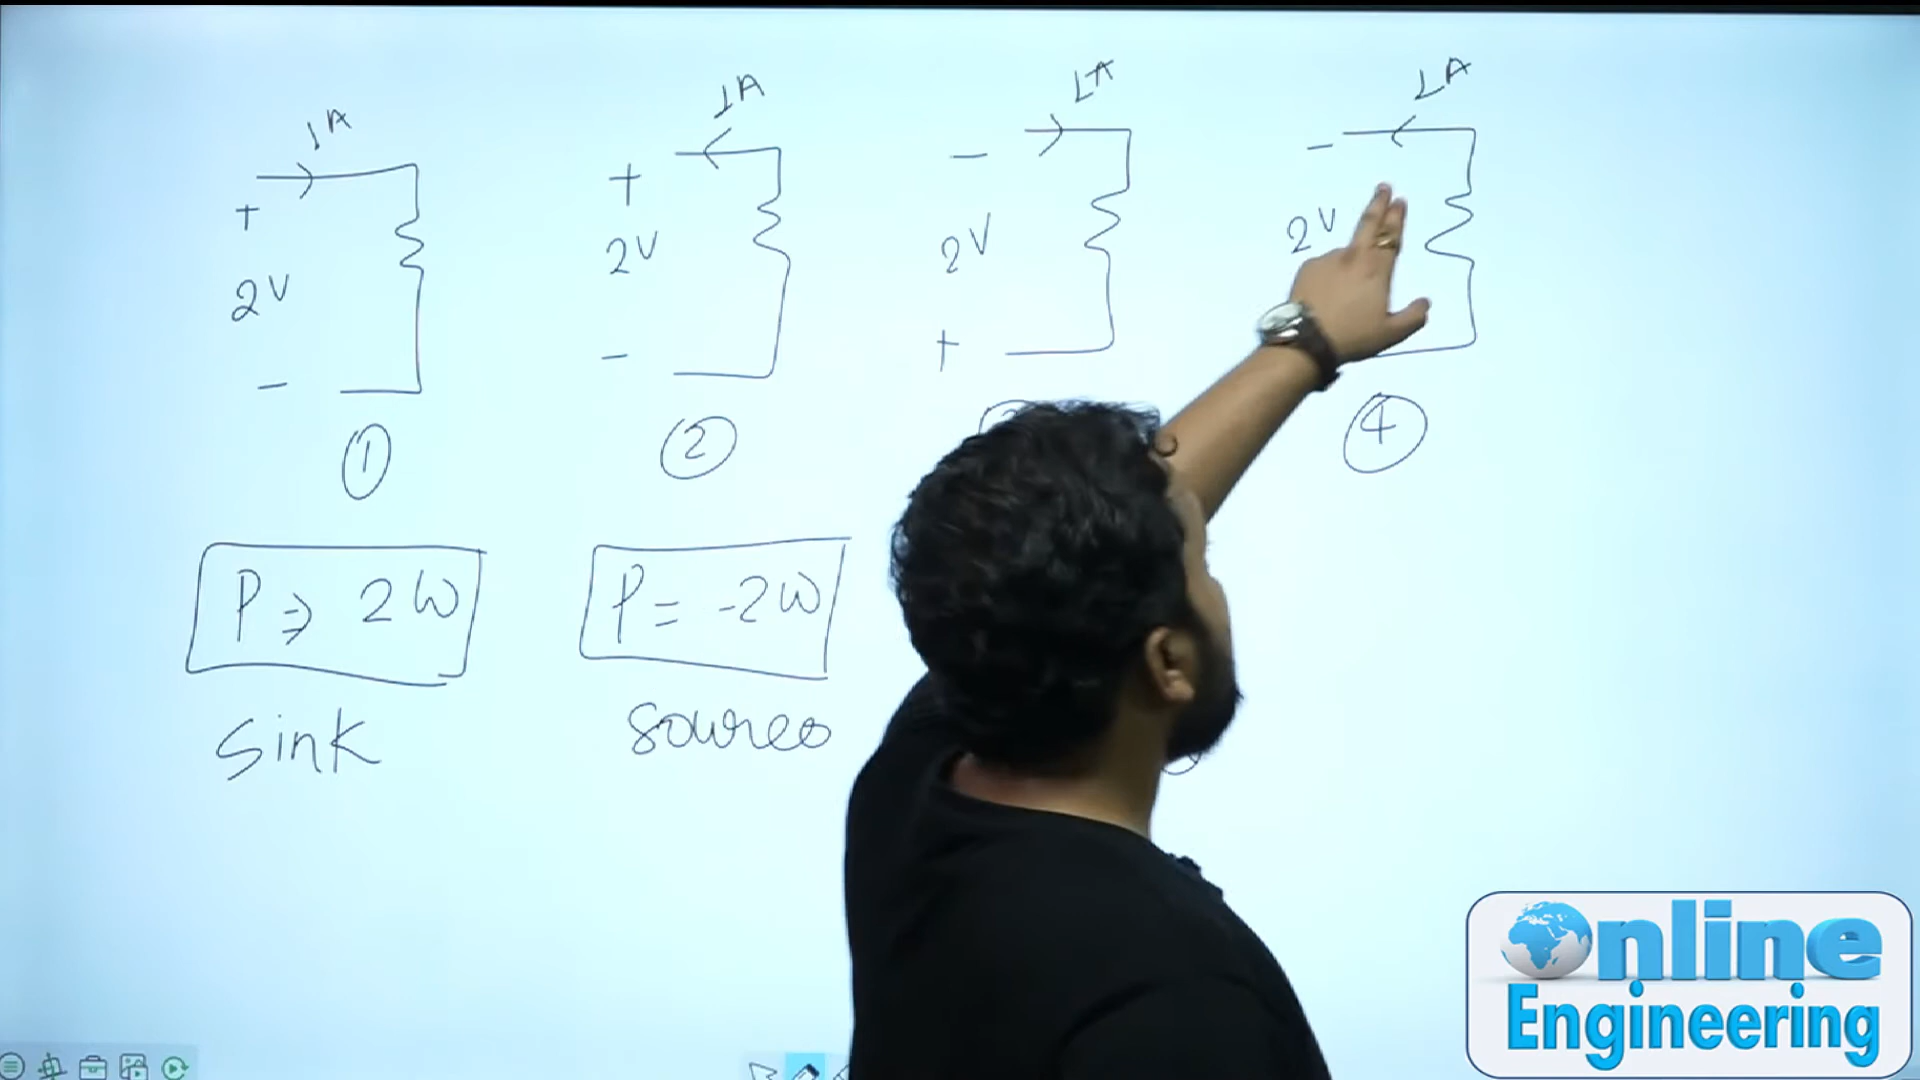 1A
+
2V
-
①
P ⇒ 2W
Sink
1A
+
2V
-
②
P = -2W
Source
1A
-
2V
+
1A
-
2V
④
Online
Engineering